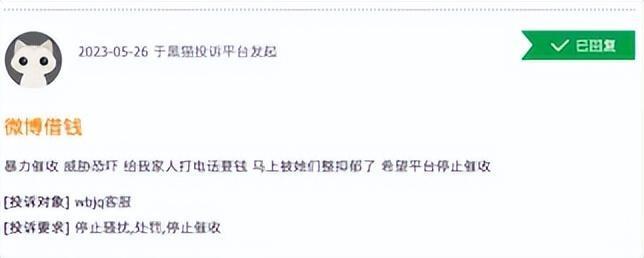 2023-05-26 于黑猫投诉平台发起
已回复
微博借钱
暴力催收 威胁恐吓 给我家人打电话要钱 马上被她们整抑郁了 希望平台停止催收
[投诉对象] wbjq客服
[投诉要求] 停止骚扰,处罚,停止催收